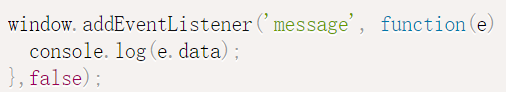 window.addEventListener('message', function(e)
  console.log(e.data);
},false);